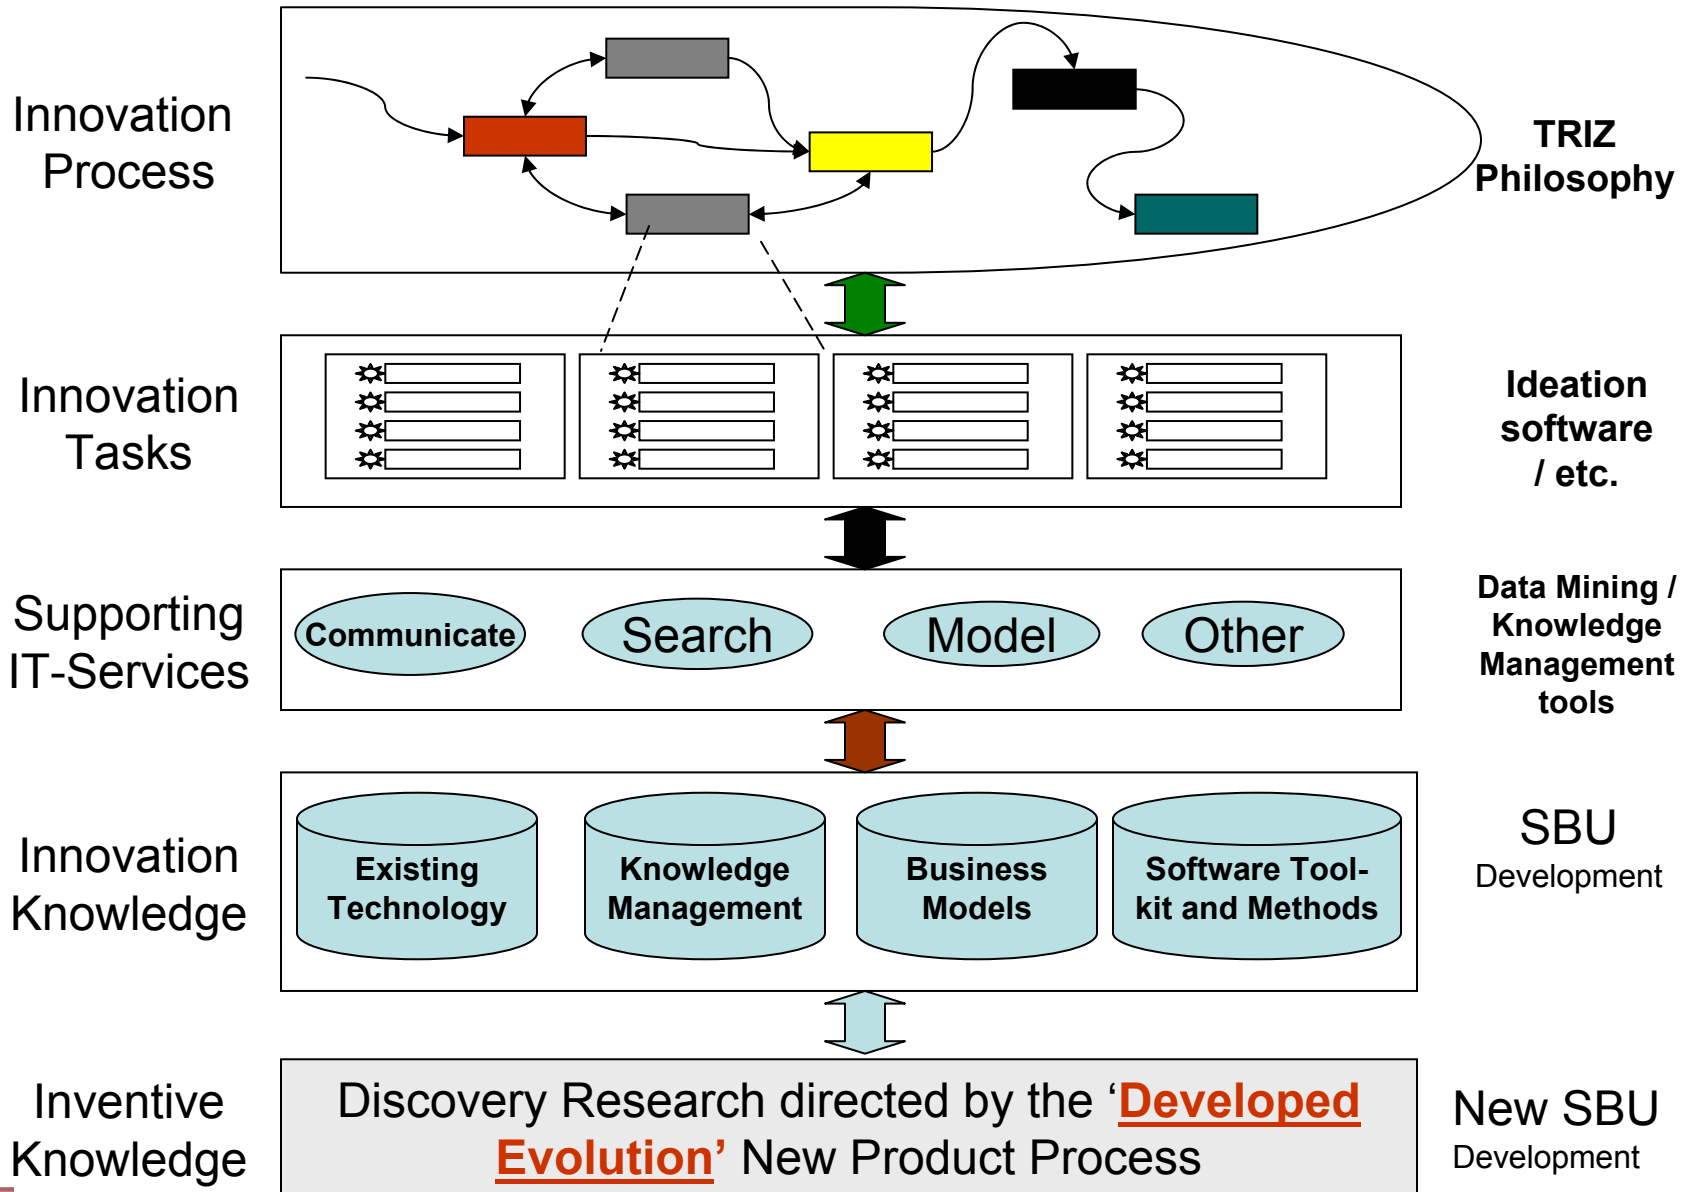 Innovation
Process
TRIZ
Philosophy
Innovation
Tasks
Ideation
software
/ etc.
Supporting
IT-Services
Communicate
Search
Model
Other
Data Mining /
Knowledge
Management
tools
Innovation
Knowledge
Existing
Technology
Knowledge
Management
Business
Models
Software Tool-
kit and Methods
SBU
Development
Inventive
Knowledge
Discovery Research directed by the ‘Developed
Evolution’ New Product Process
New SBU
Development